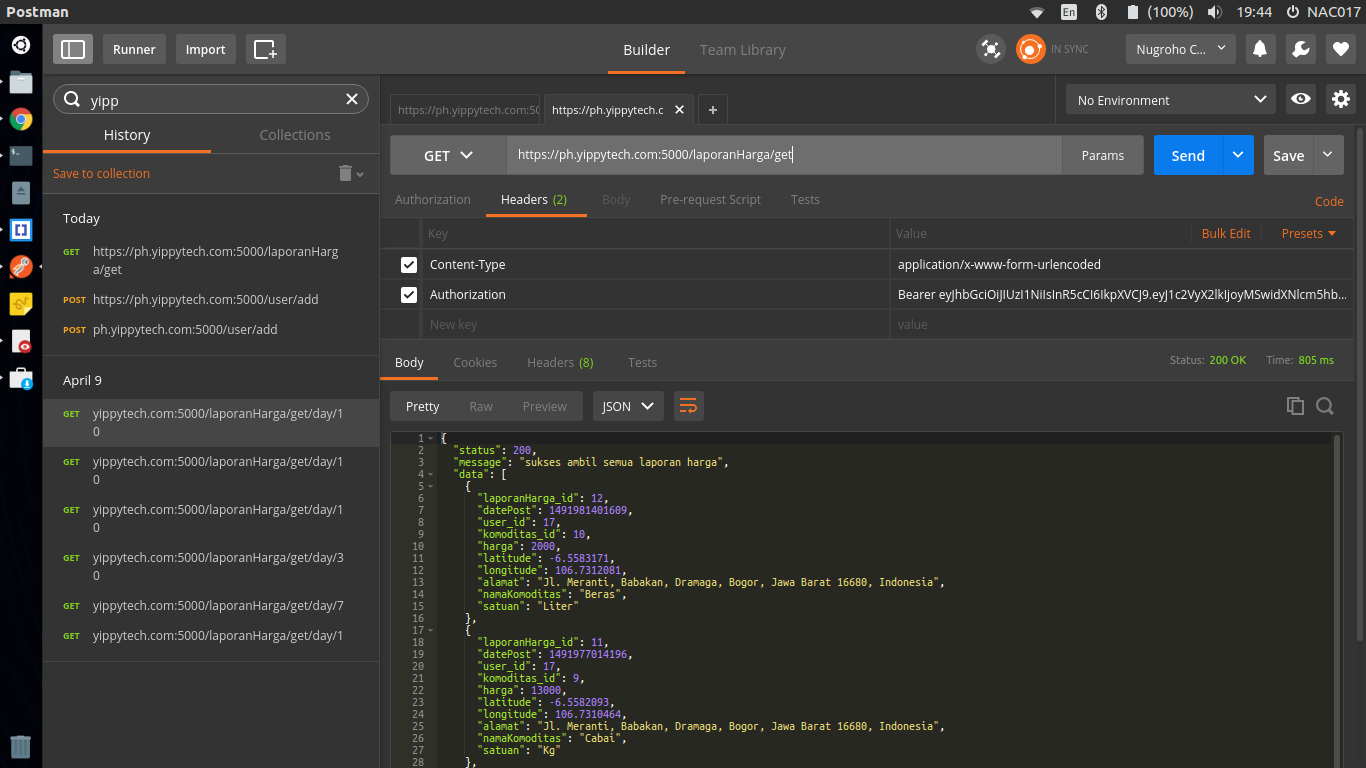 Postman
En (100%) 19:44 NAC017
Runner Import Builder Team Library IN SYNC Nugroho C...
yipp
History Collections
Save to collection
Today
GET https://ph.yippytech.com:5000/laporanHarg
a/get
POST https://ph.yippytech.com:5000/user/add
POST ph.yippytech.com:5000/user/add
April 9
GET yippytech.com:5000/laporanHarga/get/day/1
0
GET yippytech.com:5000/laporanHarga/get/day/1
0
GET yippytech.com:5000/laporanHarga/get/day/1
0
GET yippytech.com:5000/laporanHarga/get/day/3
0
GET yippytech.com:5000/laporanHarga/get/day/7
GET yippytech.com:5000/laporanHarga/get/day/1
https://ph.yippytech.com:50 https://ph.yippytech.c No Environment
GET https://ph.yippytech.com:5000/laporanHarga/get Params Send Save
Authorization Headers (2) Body Pre-request Script Tests Code
Key Value Bulk Edit Presets
Content-Type application/x-www-form-urlencoded
Authorization Bearer eyJhbGciOiJIUzI1NiIsInR5cCI6IkpXVCJ9.eyJ1c2VyX2lkIjoyMSwidXNlcm5hb...
New key value
Body Cookies Headers (8) Tests Status: 200 OK Time: 805 ms
Pretty Raw Preview JSON
1 {
2 "status": 200,
3 "message": "sukses ambil semua laporan harga",
4 "data": [
5 {
6 "laporanHarga_id": 12,
7 "datePost": 1491981401609,
8 "user_id": 17,
9 "komoditas_id": 10,
10 "harga": 2000,
11 "latitude": -6.5583171,
12 "longitude": 106.7312081,
13 "alamat": "Jl. Meranti, Babakan, Dramaga, Bogor, Jawa Barat 16680, Indonesia",
14 "namaKomoditas": "Beras",
15 "satuan": "Liter"
16 },
17 {
18 "laporanHarga_id": 11,
19 "datePost": 1491977014196,
20 "user_id": 17,
21 "komoditas_id": 9,
22 "harga": 13000,
23 "latitude": -6.5582093,
24 "longitude": 106.7310464,
25 "alamat": "Jl. Meranti, Babakan, Dramaga, Bogor, Jawa Barat 16680, Indonesia",
26 "namaKomoditas": "Cabai",
27 "satuan": "Kg"
28 },